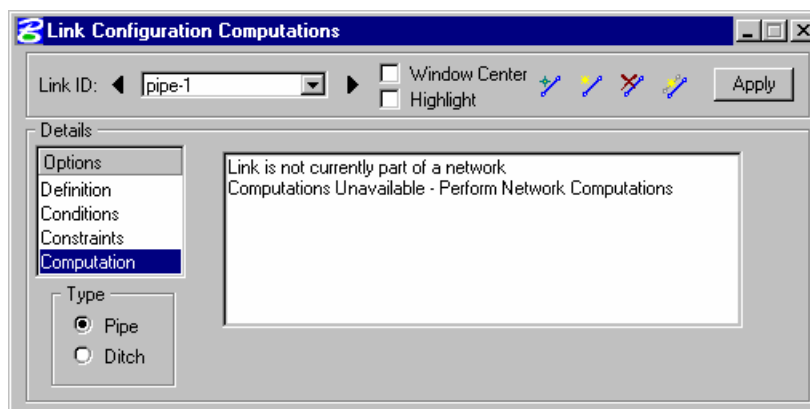 Link Configuration Computations
Link ID: pipe-1
Window Center
Highlight
Apply
Details
Options
Definition
Conditions
Constraints
Computation
Link is not currently part of a network
Computations Unavailable - Perform Network Computations
Type
Pipe
Ditch